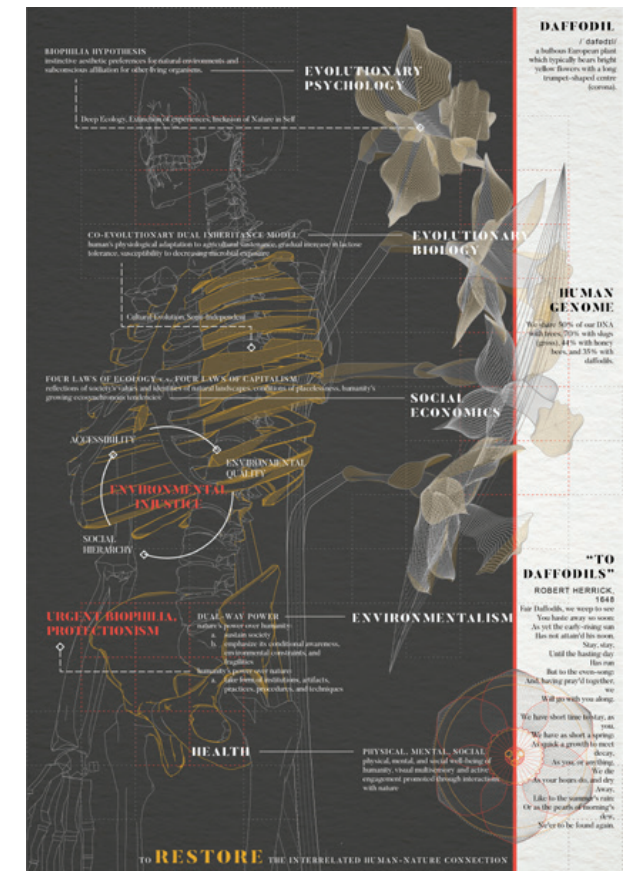 BIOPHILIA HYPOTHESIS
instinctive aesthetic preferences for natural environments and
subconscious affiliation for other living organisms.
EVOLUTIONARY
PSYCHOLOGY
Deep Ecology, Extinction of experiences, Inclusion of Nature in Self
CO-EVOLUTIONARY DUAL INHERITANCE MODEL
human's physiological adaptation to agricultural sustenance, gradual increase in lactose
tolerance, susceptibility to decreasing microbial exposure
EVOLUTIONARY
BIOLOGY
Cultural Evolution, Semi-Independent
FOUR LAWS OF ECOLOGY v.s. FOUR LAWS OF CAPITALISM
reflections of society's values and identities of natural landscapes, conditions of placelessness, humanity's
growing tendencies
SOCIAL
ECONOMICS
ACCESSIBILITY
ENVIRONMENTAL
QUALITY
ENVIRONMENTAL
INJUSTICE
SOCIAL
HIERARCHY
URGENT BIOPHILIA,
PROTECTIONISM
DUAL-WAY POWER
nature's power over humanity:
a. sustain society
b. emphasize its conditional awareness,
environmental constraints, and
fragilities
humanity's power over nature:
a. take form of institutions, artifacts,
practices, procedures, and techniques
ENVIRONMENTALISM
HEALTH
PHYSICAL, MENTAL, SOCIAL
physical, mental, and social well-being of
humanity, visual multisensory and active
engagement promoted through interactions
with nature
TO RESTORE THE INTERRELATED HUMAN-NATURE CONNECTION
DAFFODIL
/ˈdafədɪl/
a bulbous European plant
which typically bears bright
yellow flowers with a long
trumpet-shaped centre
(corona).
HUMAN
GENOME
We share 50% of our DNA
with trees, 70% with slugs
(gross), 44% with honey
bees, and 35% with
daffodils.
“TO
DAFFODILS”
ROBERT HERRICK,
1648
Fair Daffodils, we weep to see
You haste away so soon;
As yet the early-rising sun
Has not attain'd his noon.
Stay, stay,
Until the hasting day
Has run
But to the even-song;
And, having pray'd together,
we
Will go with you along.
We have short time to stay, as
you,
We have as short a spring;
As quick a growth to meet
decay,
As you, or anything.
We die
As your hours do, and dry
Away,
Like to the summer's rain;
Or as the pearls of morning's
dew,
Ne'er to be found again.